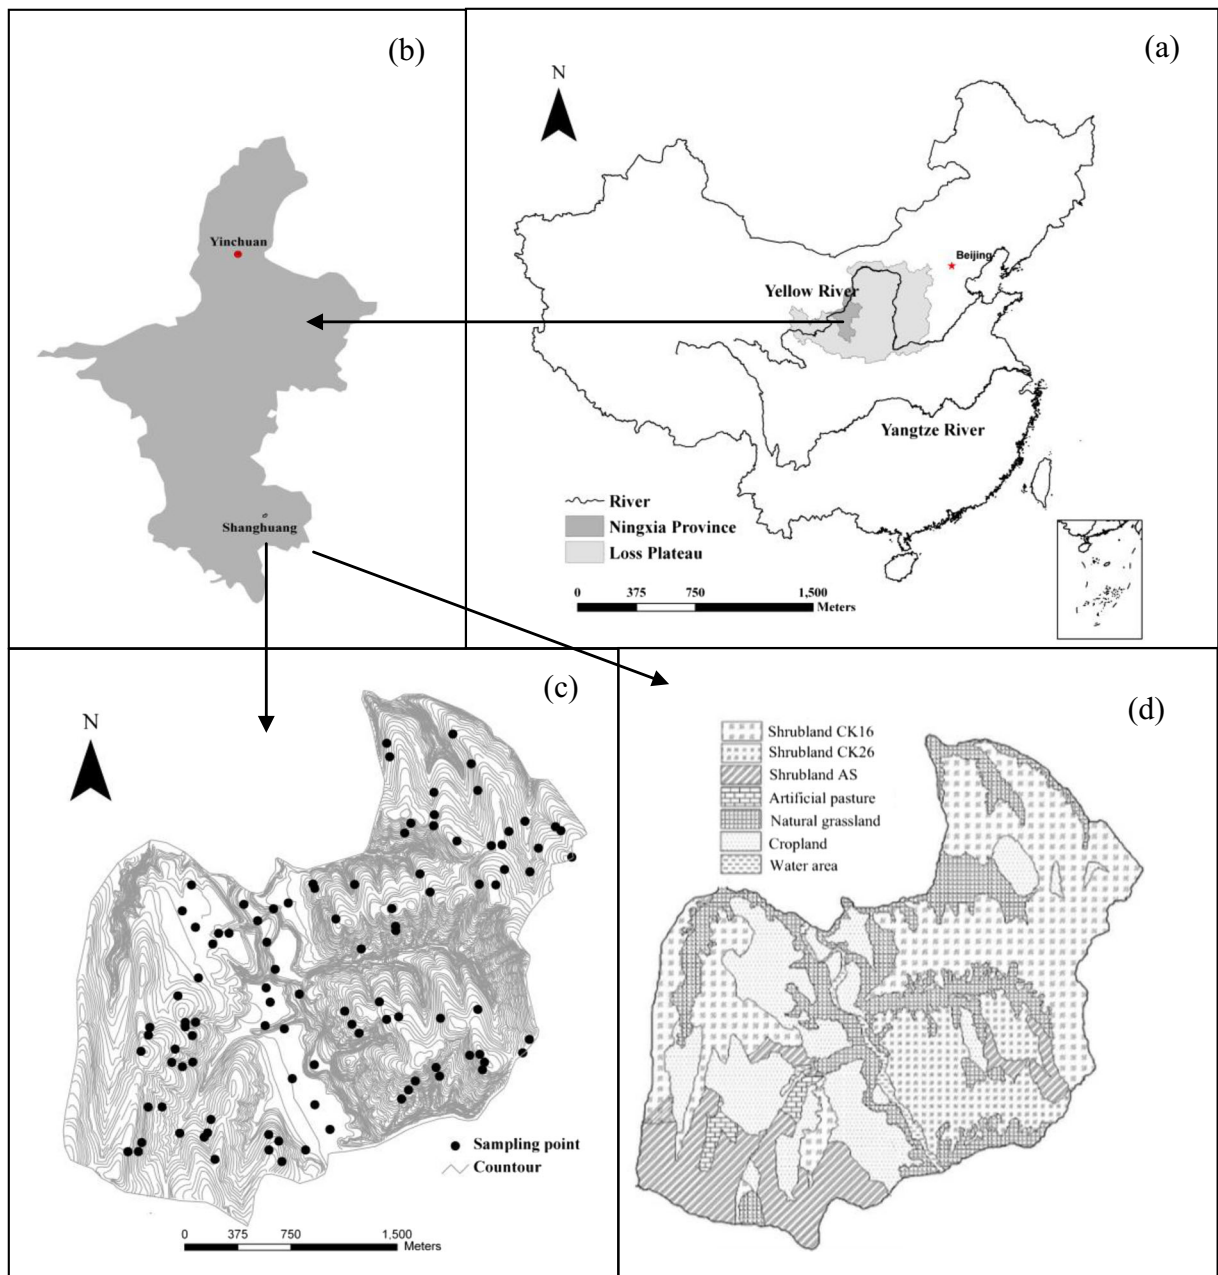 (b)
Yinchuan
Shanghuang
(a)
N
Beijing
Yellow River
Yangtze River
River
Ningxia Province
Loss Plateau
0 375 750 1,500
Meters
(c)
N
Sampling point
Countour
0 375 750 1,500
Meters
(d)
Shrubland CK16
Shrubland CK26
Shrubland AS
Artificial pasture
Natural grassland
Cropland
Water area